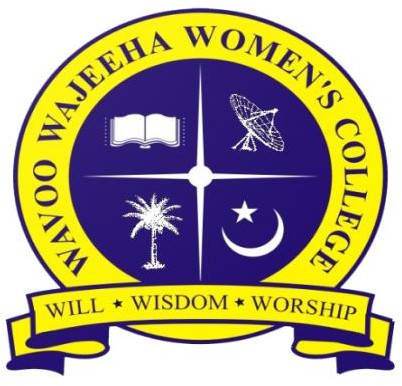 WAVOO WAJEEHA WOMEN'S COLLEGE
WILL ★ WISDOM ★ WORSHIP